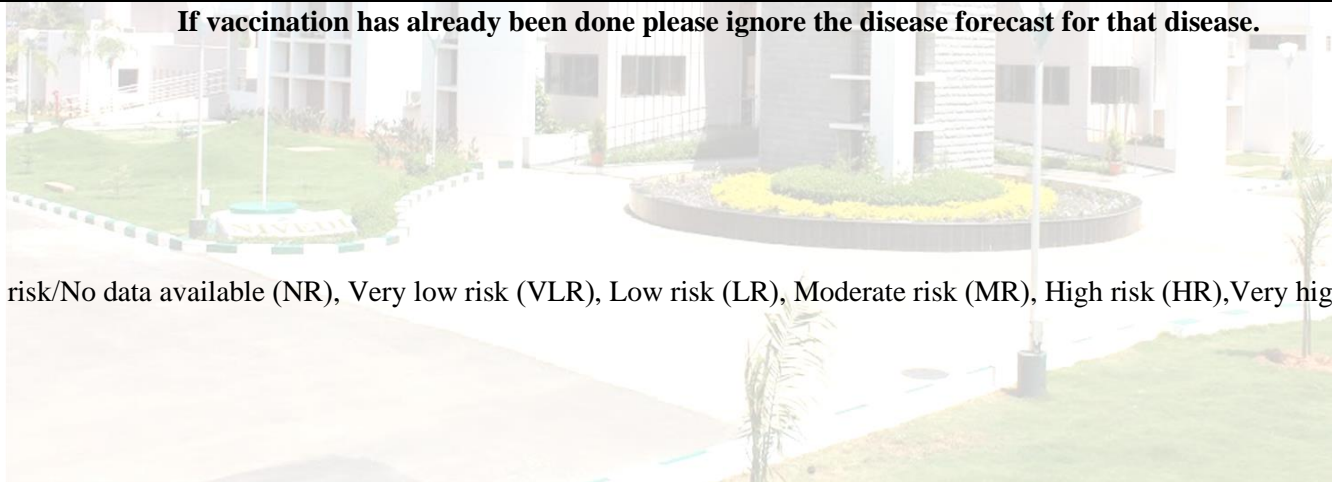 If vaccination has already been done please ignore the disease forecast for that disease.
NIVEDI
risk/No data available (NR), Very low risk (VLR), Low risk (LR), Moderate risk (MR), High risk (HR),Very hig